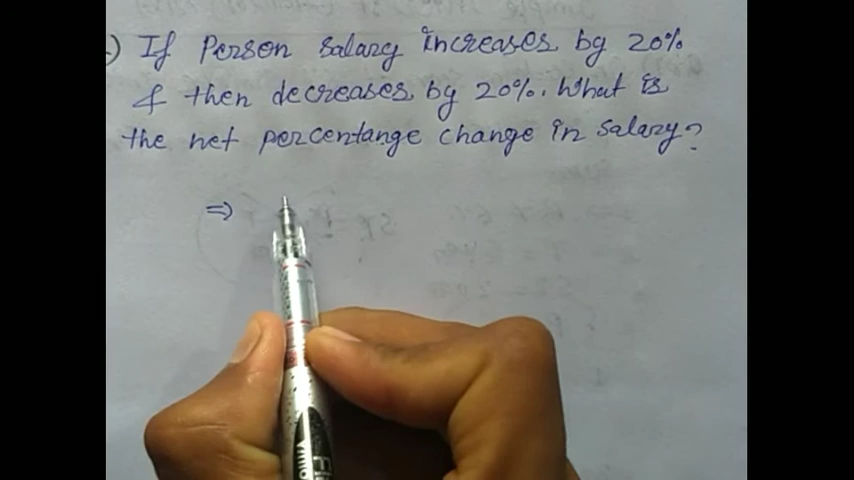 ) If Person salary increases by 20%
& then decreases by 20%. What is
the net percentange change in salary?
⇒